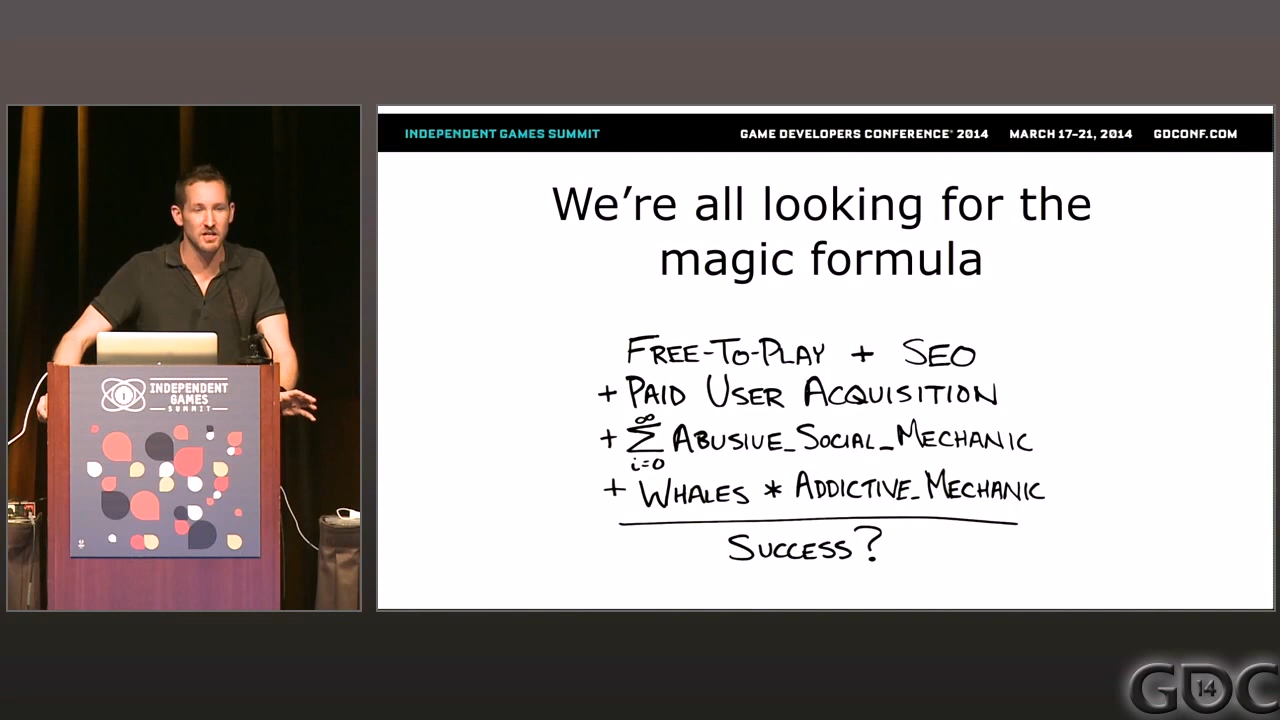 INDEPENDENT GAMES SUMMIT
GAME DEVELOPERS CONFERENCE® 2014 MARCH 17–21, 2014 GDCONF.COM
We’re all looking for the
magic formula
FREE-TO-PLAY + SEO
+ PAID USER ACQUISITION
+ ∞ ∑ i=0 ABUSIVE_SOCIAL_MECHANIC
+ WHALES * ADDICTIVE_MECHANIC
SUCCESS?
INDEPENDENT
GAMES
SUMMIT
GDC
14